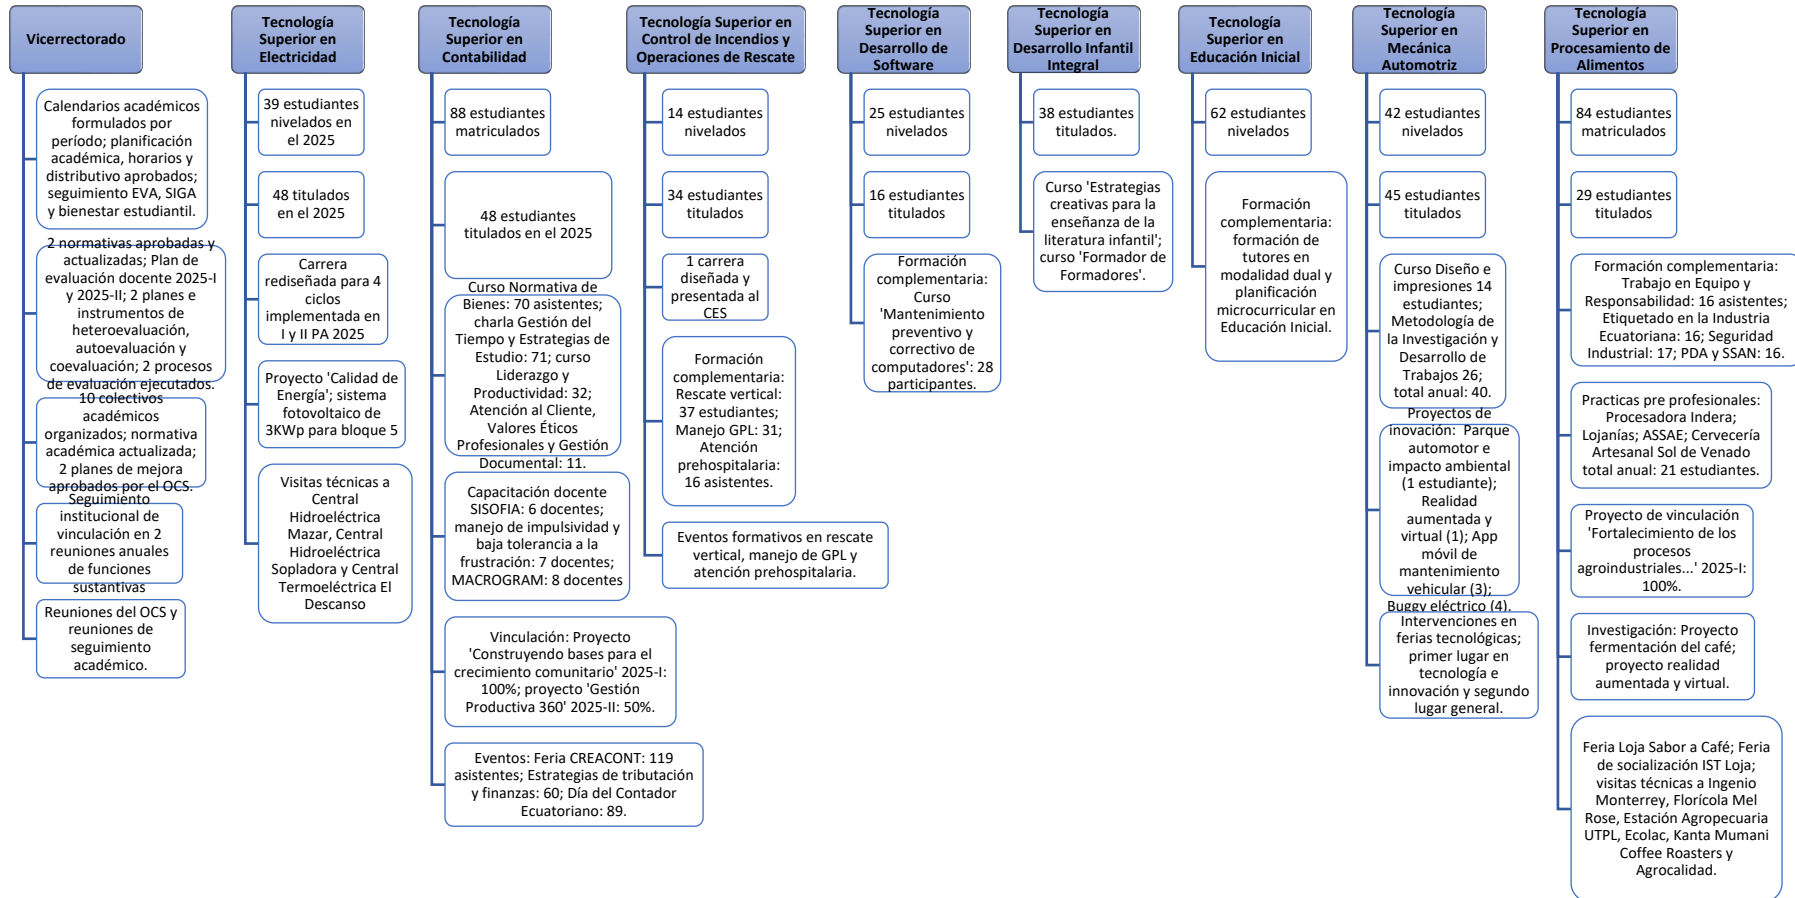 Vicerrectorado
Calendarios académicos
formulados por
período; planificación
académica, horarios y
distributivo aprobados;
seguimiento EVA, SIGA
y bienestar estudiantil.
2 normativas aprobadas y
actualizadas; Plan de
evaluación docente 2025-I
y 2025-II; 2 planes e
instrumentos de
heteroevaluación,
autoevaluación y
coevaluación; 2 procesos
de evaluación ejecutados.
10 colectivos
académicos
organizados; normativa
académica actualizada;
2 planes de mejora
aprobados por el OCS.
Seguimiento
institucional de
vinculación en 2
reuniones anuales
de funciones
sustantivas
Reuniones del OCS y
reuniones de
seguimiento
académico.
Tecnología
Superior en
Electricidad
39 estudiantes
nivelados en
el 2025
48 titulados
en el 2025
Carrera
rediseñada para 4
ciclos
implementada en
I y II PA 2025
Proyecto 'Calidad de
Energía'; sistema
fotovoltaico de
3KWp para bloque 5
Visitas técnicas a
Central
Hidroeléctrica
Mazar, Central
Hidroeléctrica
Sopladora y Central
Termoeléctrica El
Descanso
Tecnología
Superior en
Contabilidad
88 estudiantes
matriculados
48 estudiantes
titulados en el 2025
Curso Normativa de
Bienes: 70 asistentes;
charla Gestión del
Tiempo y Estrategias de
Estudio: 71; curso
Liderazgo y
Productividad: 32;
Atención al Cliente,
Valores Éticos
Profesionales y Gestión
Documental: 11.
Capacitación docente
SISOFIA: 6 docentes;
manejo de impulsividad y
baja tolerancia a la
frustración: 7 docentes;
MACROGRAM: 8 docentes
Vinculación: Proyecto
'Construyendo bases para el
crecimiento comunitario' 2025-I:
100%; proyecto 'Gestión
Productiva 360' 2025-II: 50%.
Eventos: Feria CREACONT: 119
asistentes; Estrategias de tributación
y finanzas: 60; Día del Contador
Ecuatoriano: 89.
Tecnología Superior en
Control de Incendios y
Operaciones de Rescate
14 estudiantes
nivelados
34 estudiantes
titulados
1 carrera
diseñada y
presentada al
CES
Formación
complementaria:
Rescate vertical:
37 estudiantes;
Manejo GPL: 31;
Atención
prehospitalaria:
16 asistentes.
Eventos formativos en rescate
vertical, manejo de GPL y
atención prehospitalaria.
Tecnología
Superior en
Desarrollo de
Software
25 estudiantes
nivelados
16 estudiantes
titulados
Formación
complementaria:
Curso
'Mantenimiento
preventivo y
correctivo de
computadores': 28
participantes.
Tecnología
Superior en
Desarrollo Infantil
Integral
38 estudiantes
titulados.
Curso 'Estrategias
creativas para la
enseñanza de la
literatura infantil';
curso 'Formador de
Formadores'.
Tecnología
Superior en
Educación Inicial
62 estudiantes
nivelados
Formación
complementaria:
formación de
tutores en
modalidad dual y
planificación
microcurricular en
Educación Inicial.
Tecnología
Superior en
Mecánica
Automotriz
42 estudiantes
nivelados
45 estudiantes
titulados
Curso Diseño e
impresiones 14
estudiantes;
Metodología de
la Investigación y
Desarrollo de
Trabajos 26;
total anual: 40.
Proyectos de
inovación: Parque
automotor e
impacto ambiental
(1 estudiante);
Realidad
aumentada y
virtual (1); App
móvil de
mantenimiento
vehicular (3);
Buggy eléctrico (4).
Intervenciones en
ferias tecnológicas;
primer lugar en
tecnología e
innovación y segundo
lugar general.
Tecnología
Superior en
Procesamiento de
Alimentos
84 estudiantes
matriculados
29 estudiantes
titulados
Formación complementaria:
Trabajo en Equipo y
Responsabilidad: 16 asistentes;
Etiquetado en la Industria
Ecuatoriana: 16; Seguridad
Industrial: 17; PDA y SSAN: 16.
Practicas pre profesionales:
Procesadora Indera;
Lojanías; ASSAE; Cervecería
Artesanal Sol de Venado
total anual: 21 estudiantes.
Proyecto de vinculación
'Fortalecimiento de los
procesos
agroindustriales...' 2025-I:
100%.
Investigación: Proyecto
fermentación del café;
proyecto realidad
aumentada y virtual.
Feria Loja Sabor a Café; Feria
de socialización IST Loja;
visitas técnicas a Ingenio
Monterrey, Florícola Mel
Rose, Estación Agropecuaria
UTPL, Ecolac, Kanta Mumani
Coffee Roasters y
Agrocalidad.